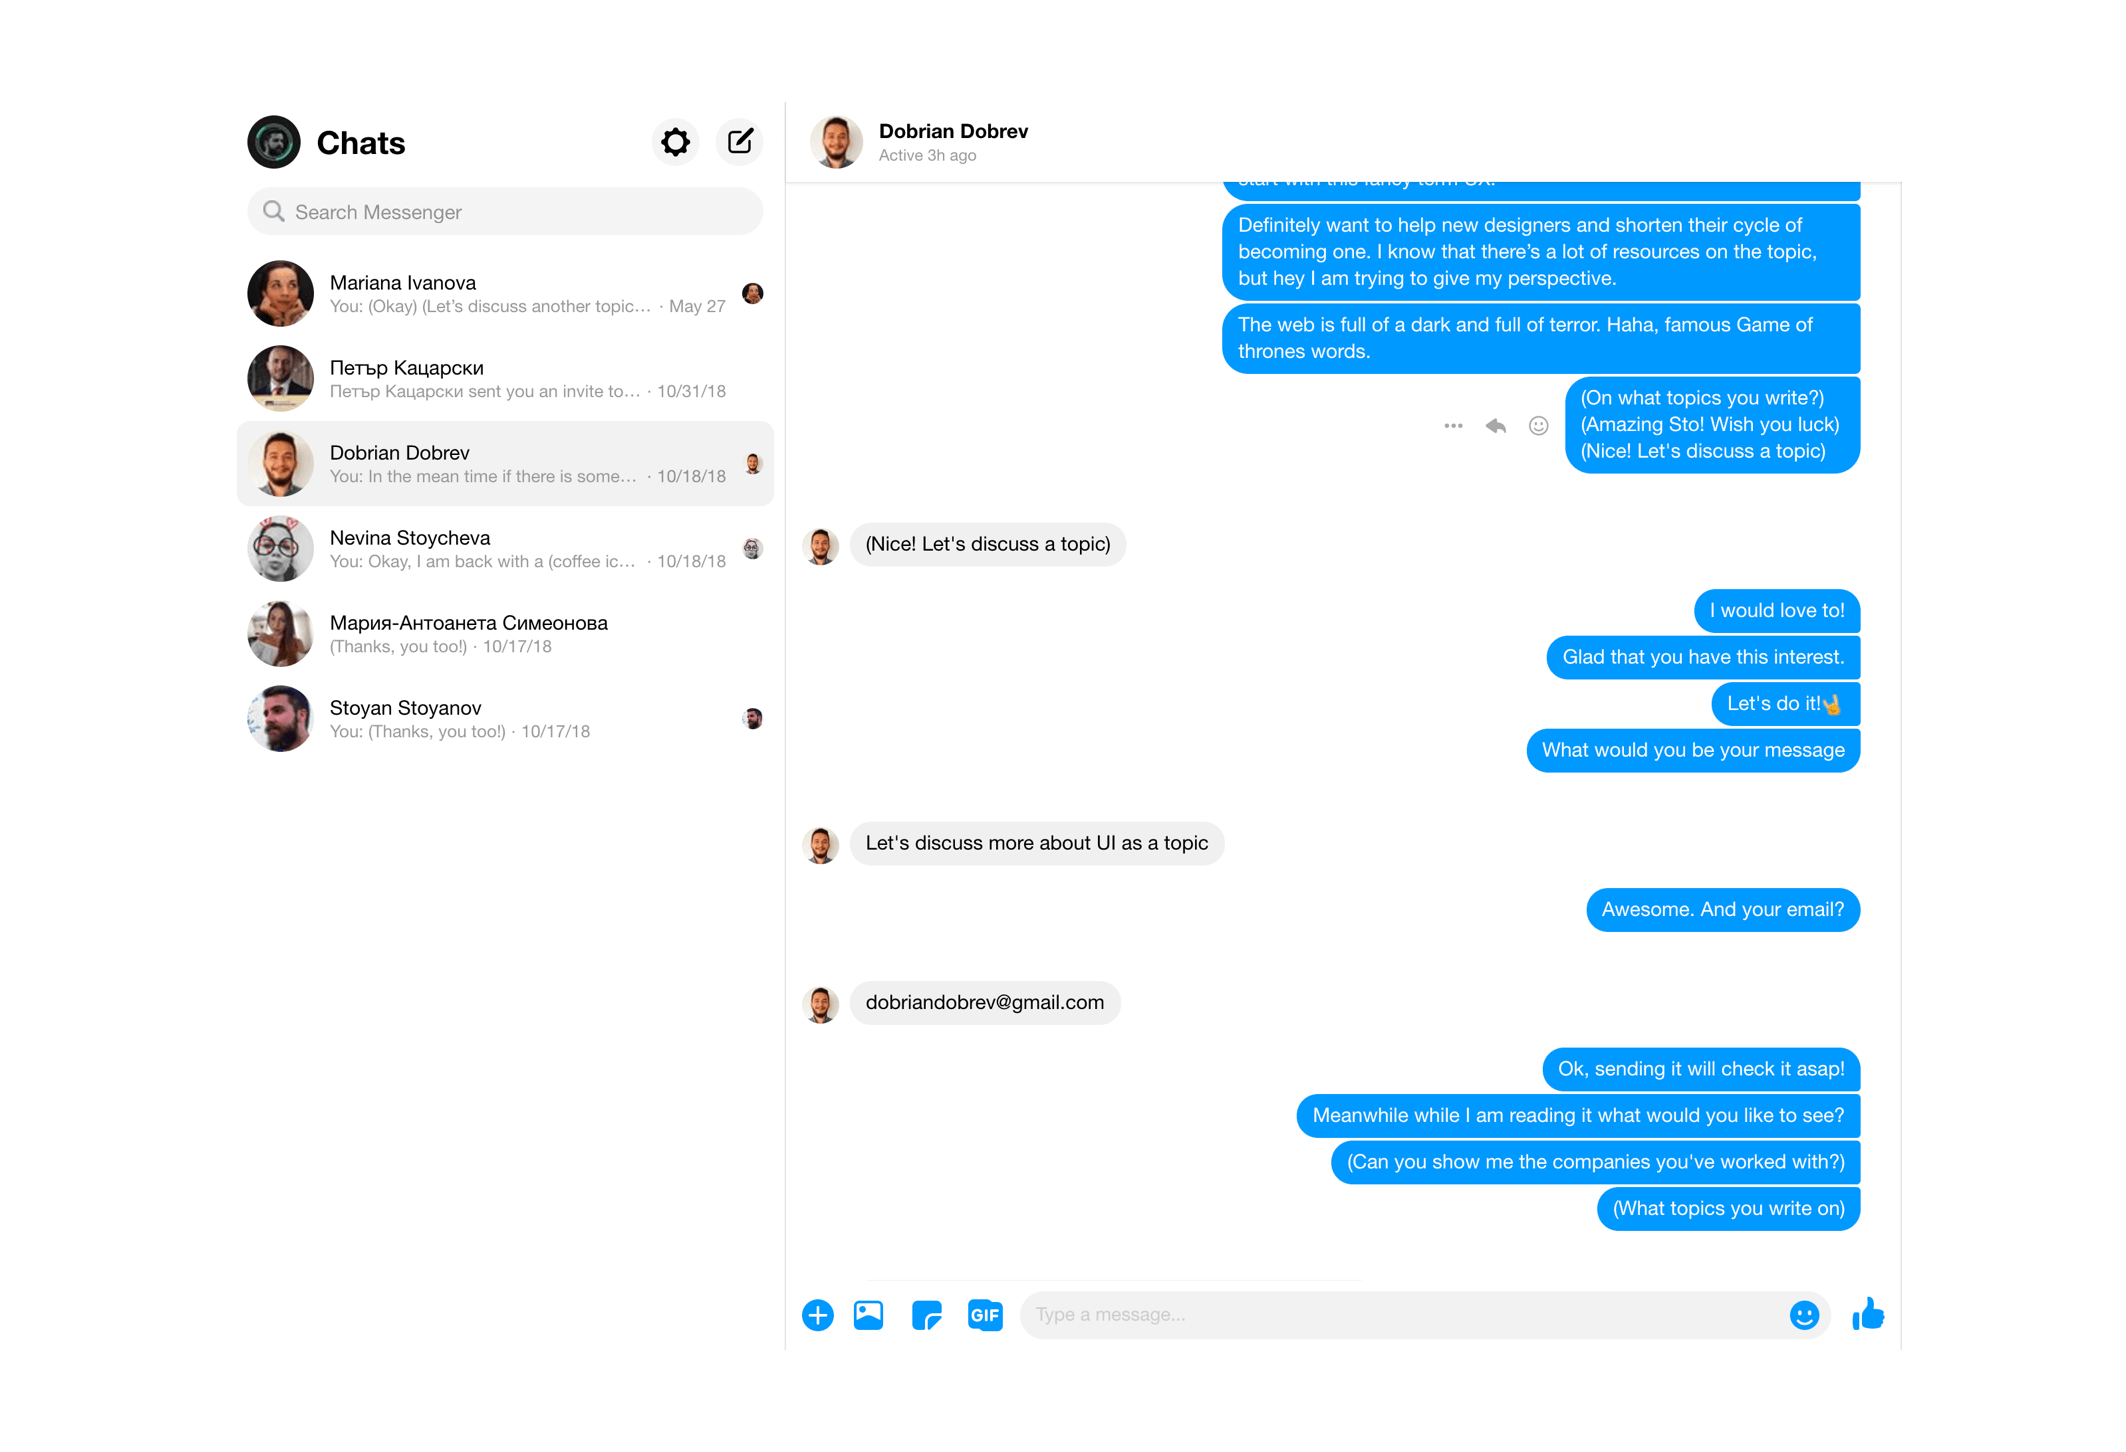 Chats
Search Messenger
Mariana Ivanova
You: (Okay) (Let’s discuss another topic… · May 27
Петър Кацарски
Петър Кацарски sent you an invite to… · 10/31/18
Dobrian Dobrev
You: In the mean time if there is some… · 10/18/18
Nevina Stoycheva
You: Okay, I am back with a (coffee ic… · 10/18/18
Мария-Антоанета Симеонова
(Thanks, you too!) · 10/17/18
Stoyan Stoyanov
You: (Thanks, you too!) · 10/17/18
Dobrian Dobrev
Active 3h ago
start with this fancy term UX.
Definitely want to help new designers and shorten their cycle of
becoming one. I know that there’s a lot of resources on the topic,
but hey I am trying to give my perspective.
The web is full of a dark and full of terror. Haha, famous Game of
thrones words.
(On what topics you write?)
(Amazing Sto! Wish you luck)
(Nice! Let's discuss a topic)
(Nice! Let's discuss a topic)
I would love to!
Glad that you have this interest.
Let's do it!🤘
What would you be your message
Let's discuss more about UI as a topic
Awesome. And your email?
dobriandobrev@gmail.com
Ok, sending it will check it asap!
Meanwhile while I am reading it what would you like to see?
(Can you show me the companies you've worked with?)
(What topics you write on)
GIF
Type a message...